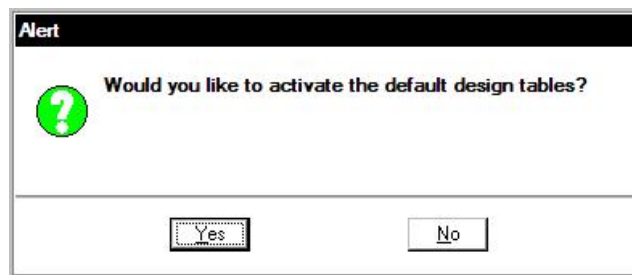 Alert
Would you like to activate the default design tables?
?
Yes
No